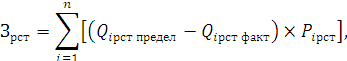 З_рст = ∑_{i=1}^{n} [(Q_{iрст предел} − Q_{iрст факт}) × P_{iрст}],